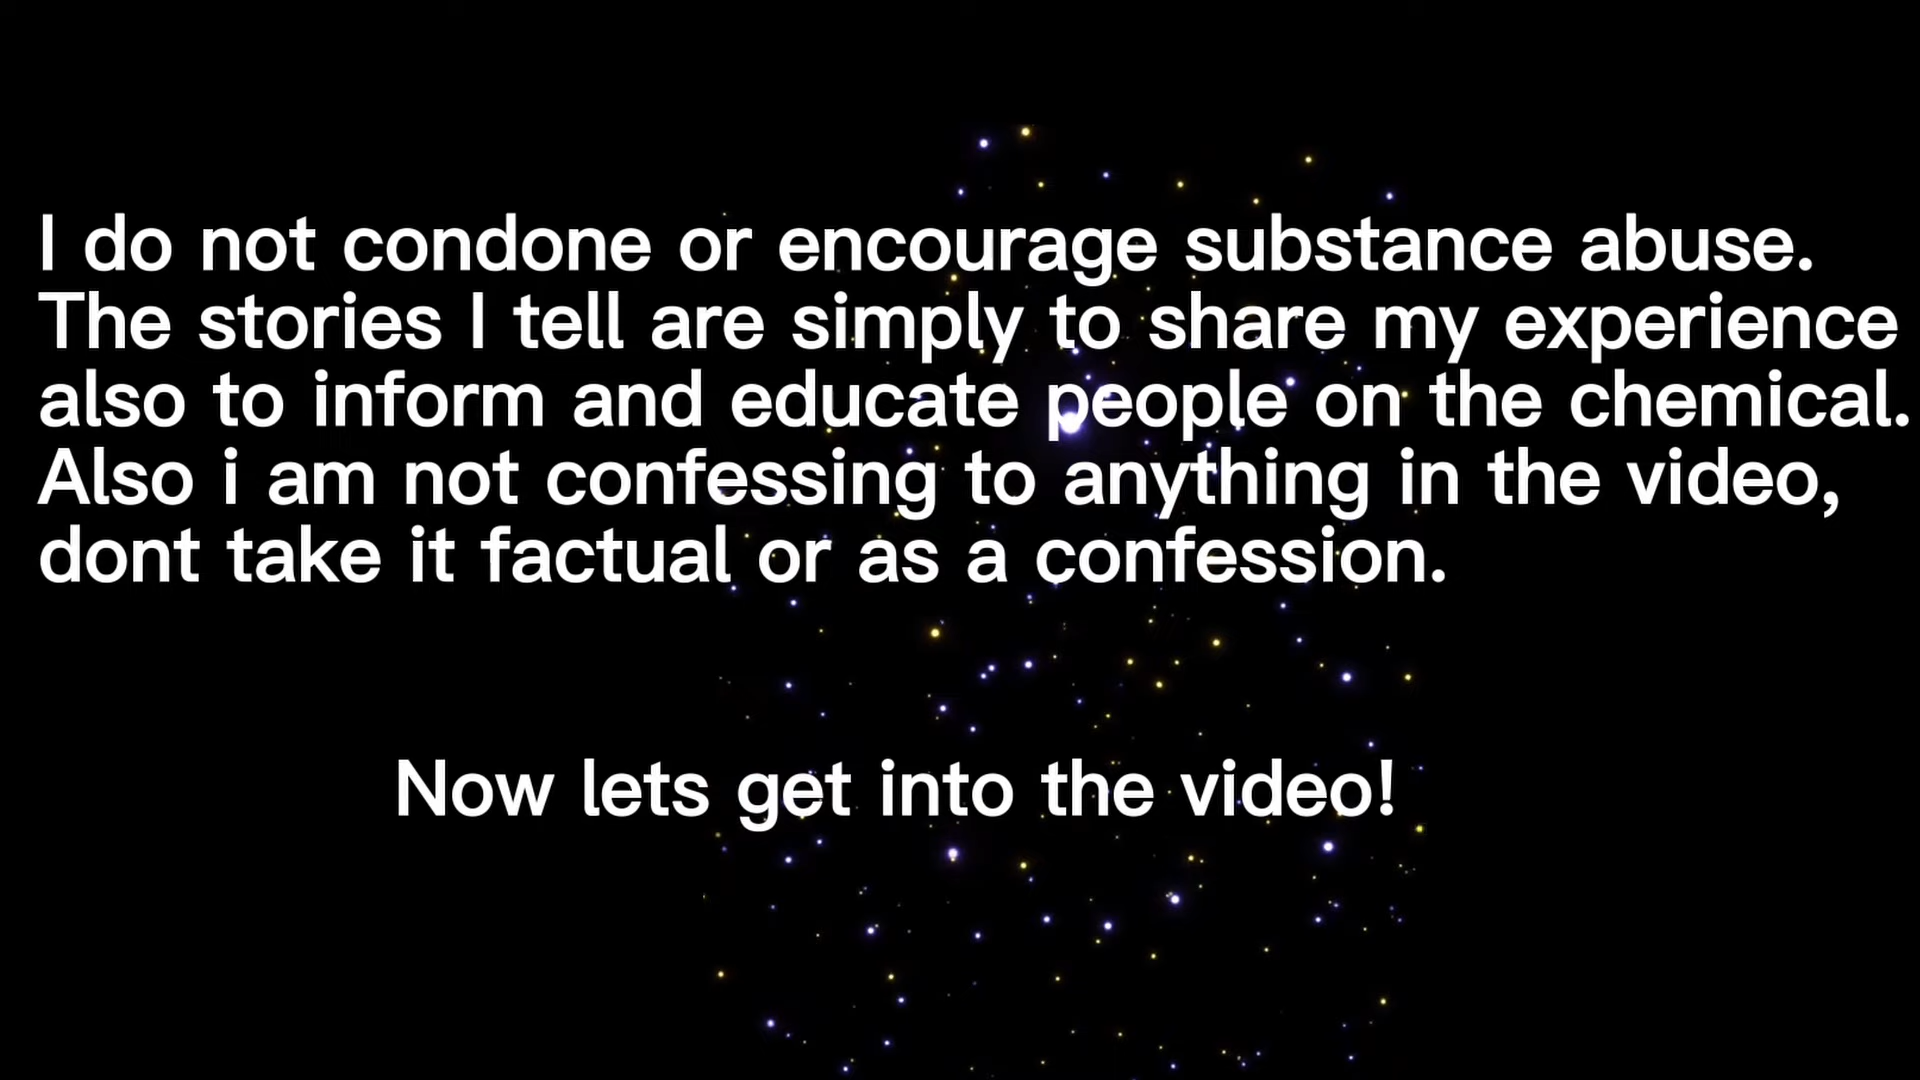 I do not condone or encourage substance abuse.
The stories I tell are simply to share my experience
also to inform and educate people on the chemical.
Also i am not confessing to anything in the video,
dont take it factual or as a confession.
Now lets get into the video!